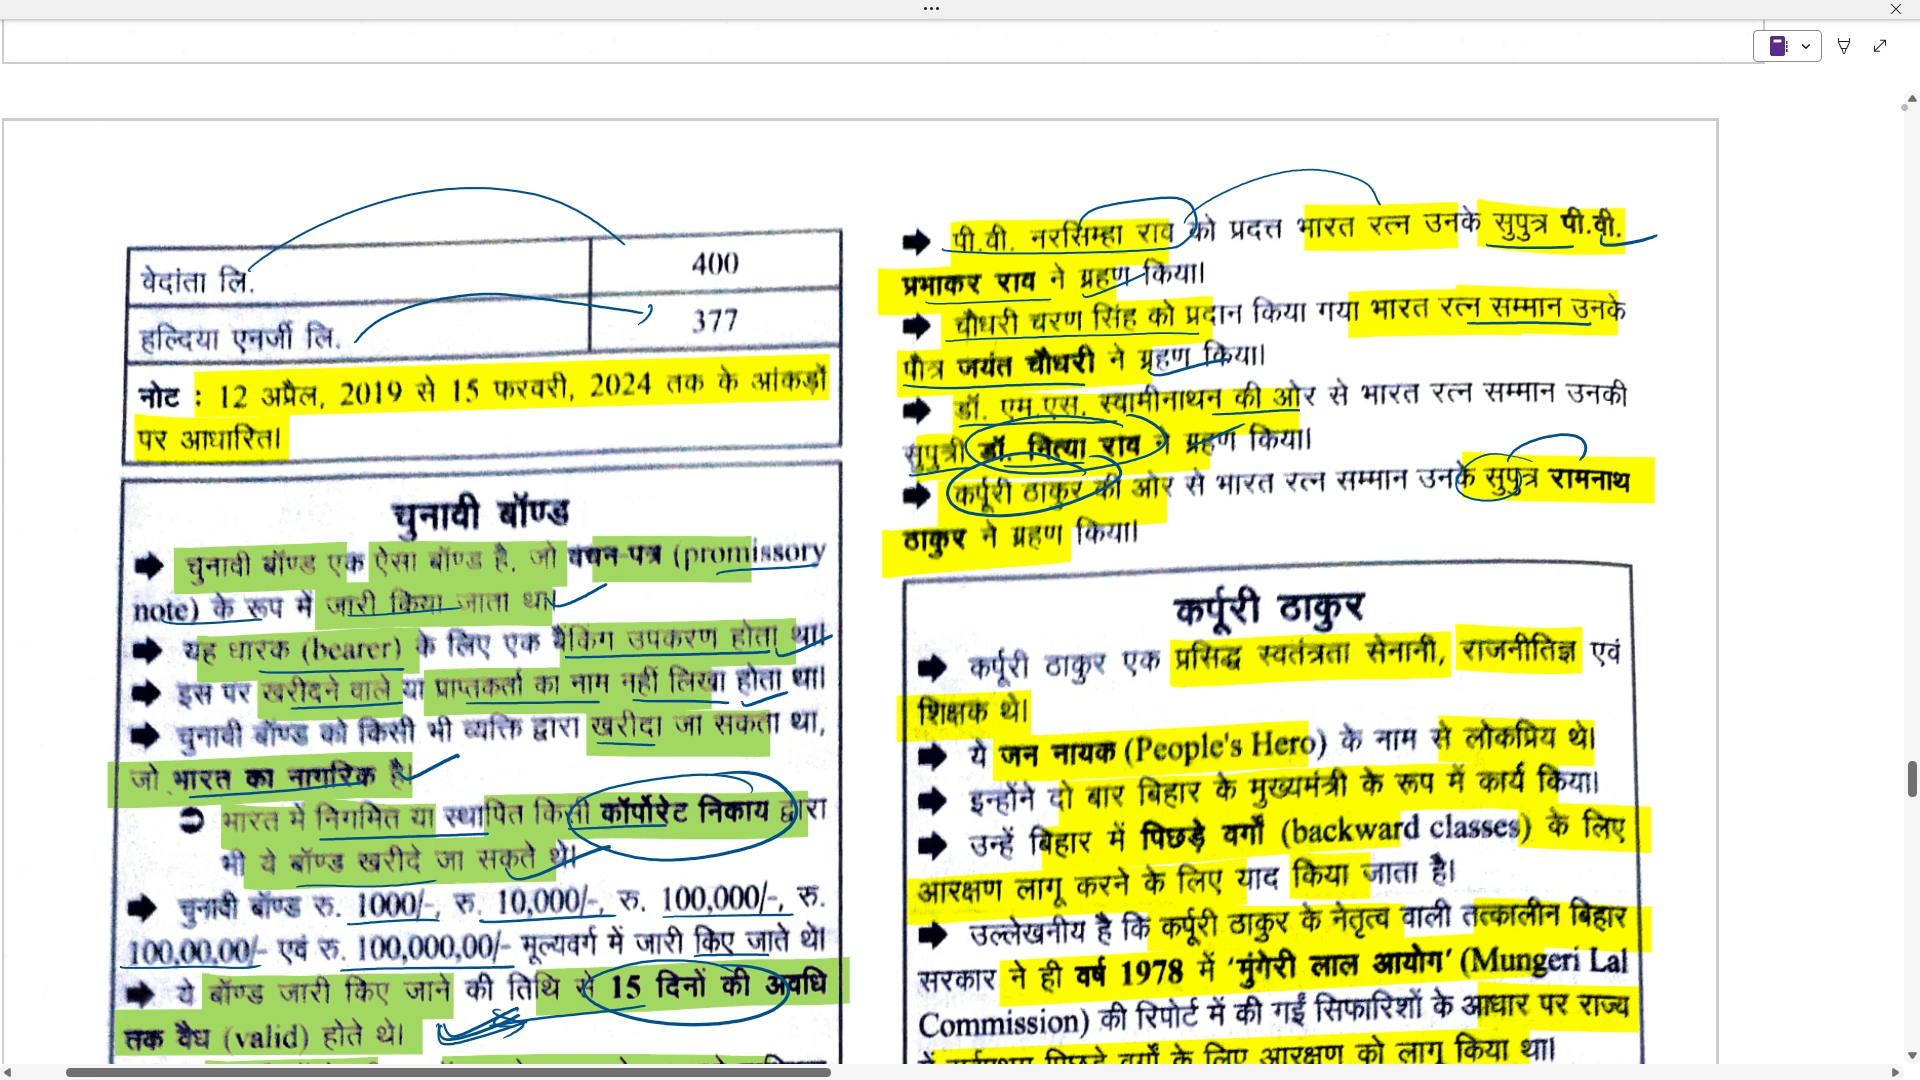 वेदांता लि. 400
हल्दिया एनर्जी लि. 377
नोट : 12 अप्रैल, 2019 से 15 फरवरी, 2024 तक के आंकड़ों
पर आधारित।
चुनावी बॉण्ड
चुनावी बॉण्ड एक ऐसा बॉण्ड है, जो वचन-पत्र (promissory
note) के रूप में जारी किया जाता था।
यह धारक (bearer) के लिए एक बैंकिंग उपकरण होता था।
इस पर खरीदने वाले या प्राप्तकर्ता का नाम नहीं लिखा होता था।
चुनावी बॉण्ड को किसी भी व्यक्ति द्वारा खरीदा जा सकता था,
जो भारत का नागरिक है।
भारत में निगमित या स्थापित किसी कॉर्पोरेट निकाय द्वारा
भी ये बॉण्ड खरीदे जा सकते थे।
चुनावी बॉण्ड रु. 1000/-, रु. 10,000/-, रु. 100,000/-, रु.
100,00,00/- एवं रु. 100,000,00/- मूल्यवर्ग में जारी किए जाते थे।
ये बॉण्ड जारी किए जाने की तिथि से 15 दिनों की अवधि
तक वैध (valid) होते थे।
पी.वी. नरसिम्हा राव को प्रदत्त भारत रत्न उनके सुपुत्र पी.वी.
प्रभाकर राव ने ग्रहण किया।
चौधरी चरण सिंह को प्रदान किया गया भारत रत्न सम्मान उनके
पौत्र जयंत चौधरी ने ग्रहण किया।
डॉ. एम.एस. स्वामीनाथन की ओर से भारत रत्न सम्मान उनकी
सुपुत्री डॉ. नित्या राव ने ग्रहण किया।
कर्पूरी ठाकुर की ओर से भारत रत्न सम्मान उनके सुपुत्र रामनाथ
ठाकुर ने ग्रहण किया।
कर्पूरी ठाकुर
कर्पूरी ठाकुर एक प्रसिद्ध स्वतंत्रता सेनानी, राजनीतिज्ञ एवं
शिक्षक थे।
ये जन नायक (People's Hero) के नाम से लोकप्रिय थे।
इन्होंने दो बार बिहार के मुख्यमंत्री के रूप में कार्य किया।
उन्हें बिहार में पिछड़े वर्गों (backward classes) के लिए
आरक्षण लागू करने के लिए याद किया जाता है।
उल्लेखनीय है कि कर्पूरी ठाकुर के नेतृत्व वाली तत्कालीन बिहार
सरकार ने ही वर्ष 1978 में 'मुंगेरी लाल आयोग' (Mungeri Lal
Commission) की रिपोर्ट में की गईं सिफारिशों के आधार पर राज्य
में सर्वप्रथम पिछड़े वर्गों के लिए आरक्षण को लागू किया था।